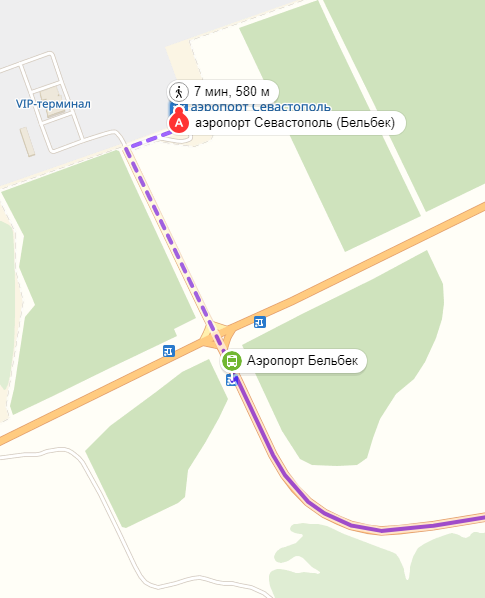 7 мин, 580 м
VIP-терминал
аэропорт Севастополь
аэропорт Севастополь (Бельбек)
A
Аэропорт Бельбек